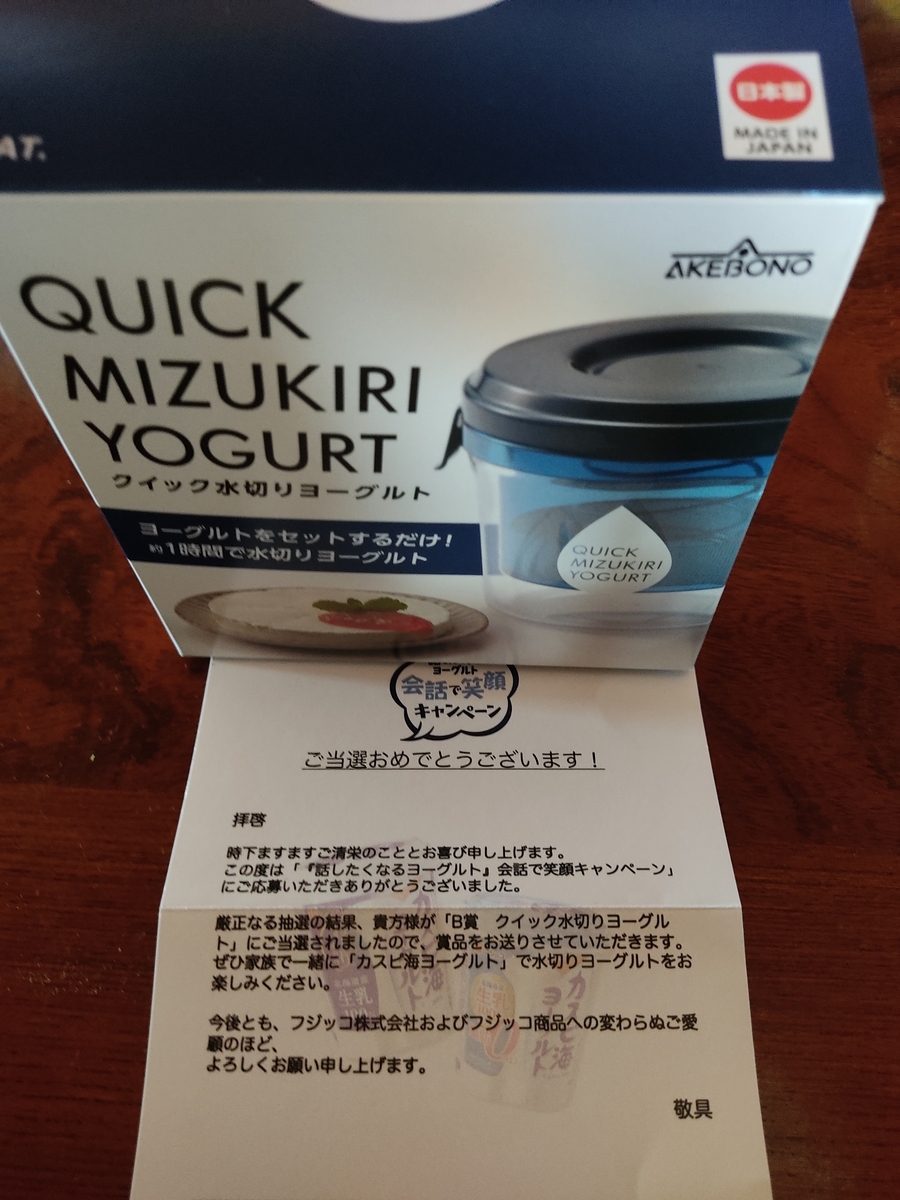 AT.
日本製
MADE IN
JAPAN
AKEBONO
QUICK
MIZUKIRI
YOGURT
クイック水切りヨーグルト
ヨーグルトをセットするだけ!
約1時間で水切りヨーグルト
QUICK
MIZUKIRI
YOGURT
ヨーグルト
会話で笑顔
キャンペーン
ご当選おめでとうございます!
拝啓
時下ますますご清栄のこととお喜び申し上げます。
この度は「『話したくなるヨーグルト』会話で笑顔キャンペーン」
にご応募いただきありがとうございました。
厳正なる抽選の結果、貴方様が「B賞 クイック水切りヨーグル
ト」にご当選されましたので、賞品をお送りさせていただきます。
ぜひ家族で一緒に「カスピ海ヨーグルト」で水切りヨーグルトをお
楽しみください。
今後とも、フジッコ株式会社およびフジッコ商品への変わらぬご愛
顧のほど、
よろしくお願い申し上げます。
敬具
生乳
カスピ海
ヨーグルト